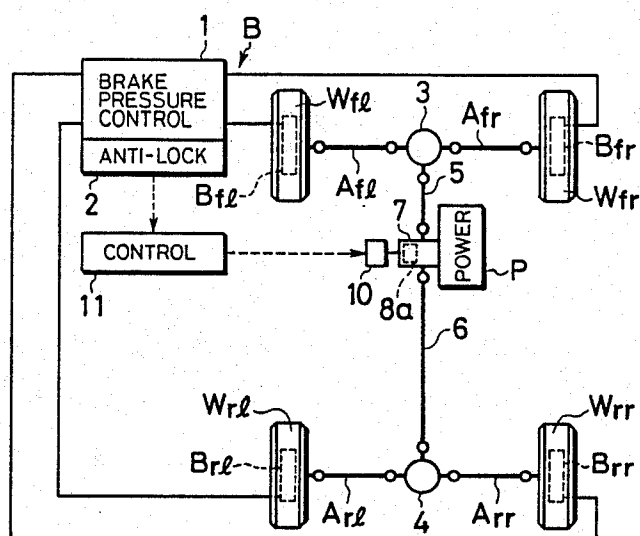 1
B
BRAKE
PRESSURE
CONTROL
ANTI-LOCK
2
Wfℓ
Bfℓ
Afℓ
3
Afr
5
Bfr
Wfr
CONTROL
11
10
7
8a
POWER
P
6
Wrℓ
Brℓ
Arℓ
4
Arr
Wrr
Brr